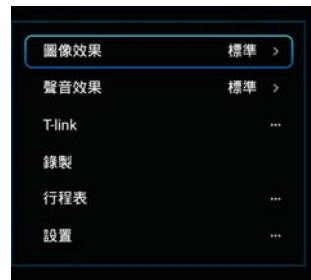 圖像效果 標準 >
聲音效果 標準 >
T-link ...
錄製
行程表 ...
設置 ...